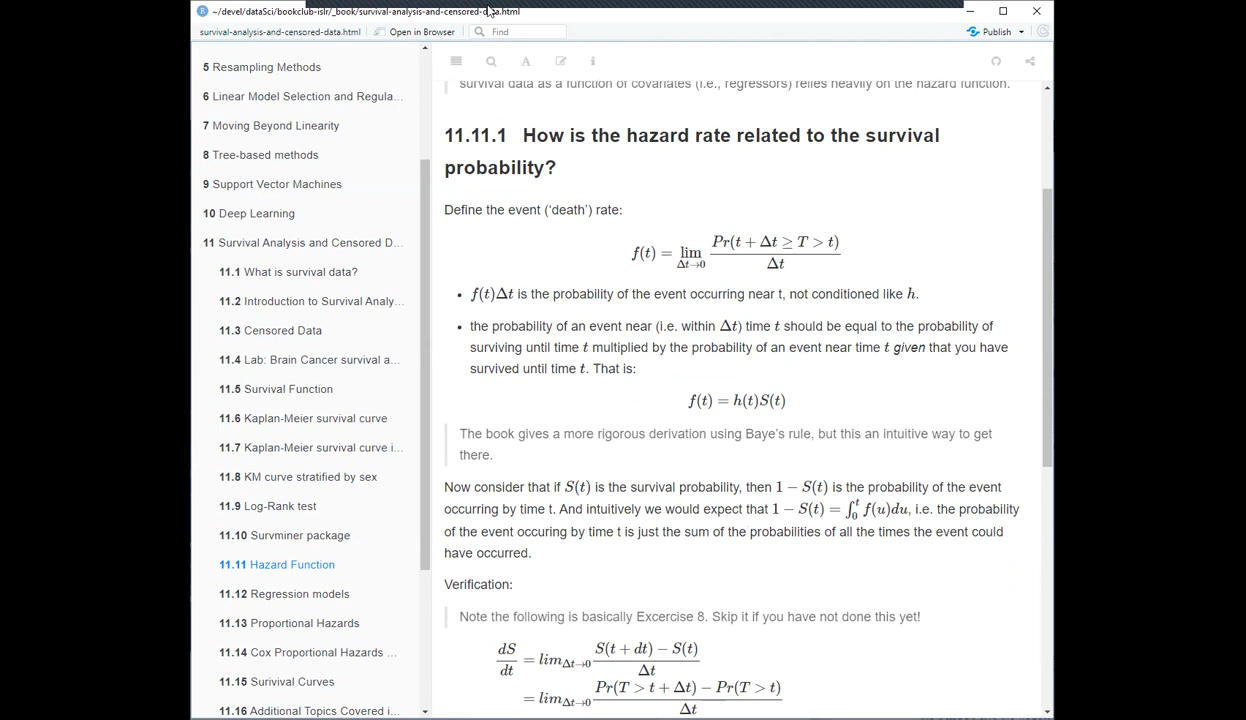 ~/devel/dataSci/bookclub-islr/_book/survival-analysis-and-censored-data.html
survival-analysis-and-censored-data.html
Open in Browser
Find
Publish
5 Resampling Methods
6 Linear Model Selection and Regula...
7 Moving Beyond Linearity
8 Tree-based methods
9 Support Vector Machines
10 Deep Learning
11 Survival Analysis and Censored D...
11.1 What is survival data?
11.2 Introduction to Survival Analy...
11.3 Censored Data
11.4 Lab: Brain Cancer survival a...
11.5 Survival Function
11.6 Kaplan-Meier survival curve
11.7 Kaplan-Meier survival curve i...
11.8 KM curve stratified by sex
11.9 Log-Rank test
11.10 Survminer package
11.11 Hazard Function
11.12 Regression models
11.13 Proportional Hazards
11.14 Cox Proportional Hazards ...
11.15 Surivival Curves
11.16 Additional Topics Covered i...
survival data as a function of covariates (i.e., regressors) relies heavily on the hazard function.
11.11.1 How is the hazard rate related to the survival
probability?
Define the event (‘death’) rate:
f(t) = lim_{Δt→0} Pr(t + Δt ≥ T > t) / Δt
• f(t)Δt is the probability of the event occurring near t, not conditioned like h.
• the probability of an event near (i.e. within Δt) time t should be equal to the probability of
surviving until time t multiplied by the probability of an event near time t given that you have
survived until time t. That is:
f(t) = h(t)S(t)
The book gives a more rigorous derivation using Baye’s rule, but this an intuitive way to get
there.
Now consider that if S(t) is the survival probability, then 1 − S(t) is the probability of the event
occurring by time t. And intuitively we would expect that 1 − S(t) = ∫₀ᵗ f(u)du, i.e. the probability
of the event occuring by time t is just the sum of the probabilities of all the times the event could
have occurred.
Verification:
Note the following is basically Excercise 8. Skip it if you have not done this yet!
dS/dt = lim_{Δt→0} S(t + dt) − S(t) / Δt
= lim_{Δt→0} Pr(T > t + Δt) − Pr(T > t) / Δt